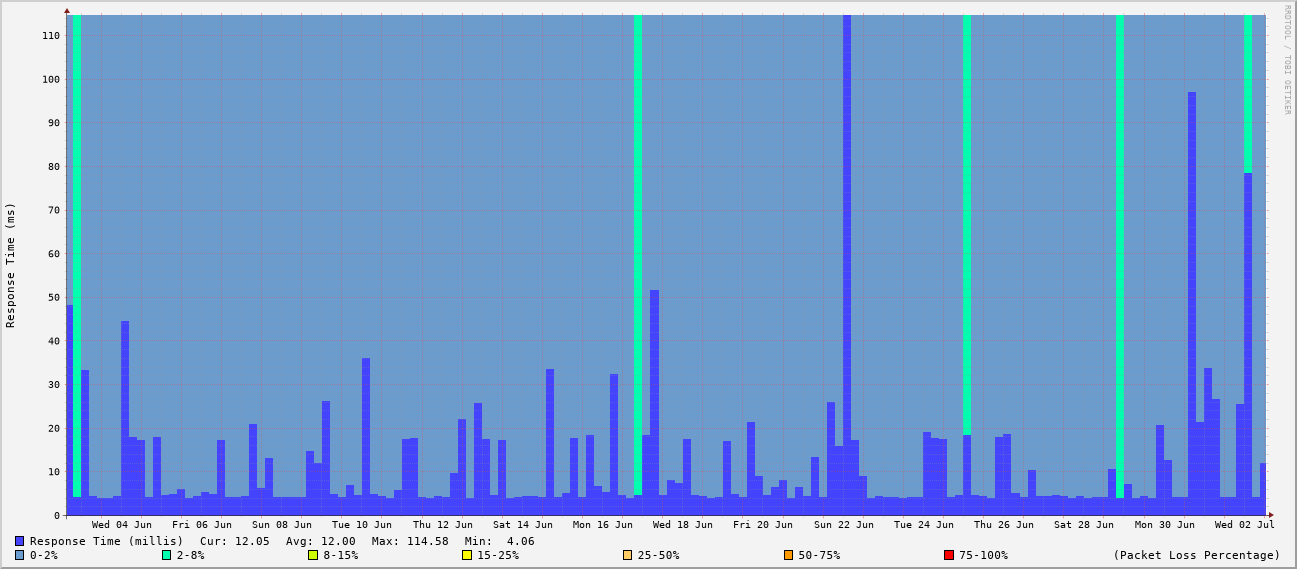 RRDTOOL / TOBI OETIKER
Response Time (ms)
110
100
90
80
70
60
50
40
30
20
10
0
Wed 04 Jun Fri 06 Jun Sun 08 Jun Tue 10 Jun Thu 12 Jun Sat 14 Jun Mon 16 Jun Wed 18 Jun Fri 20 Jun Sun 22 Jun Tue 24 Jun Thu 26 Jun Sat 28 Jun Mon 30 Jun Wed 02 Jul
Response Time (millis) Cur: 12.05 Avg: 12.00 Max: 114.58 Min: 4.06
0-2% 2-8% 8-15% 15-25% 25-50% 50-75% 75-100% (Packet Loss Percentage)